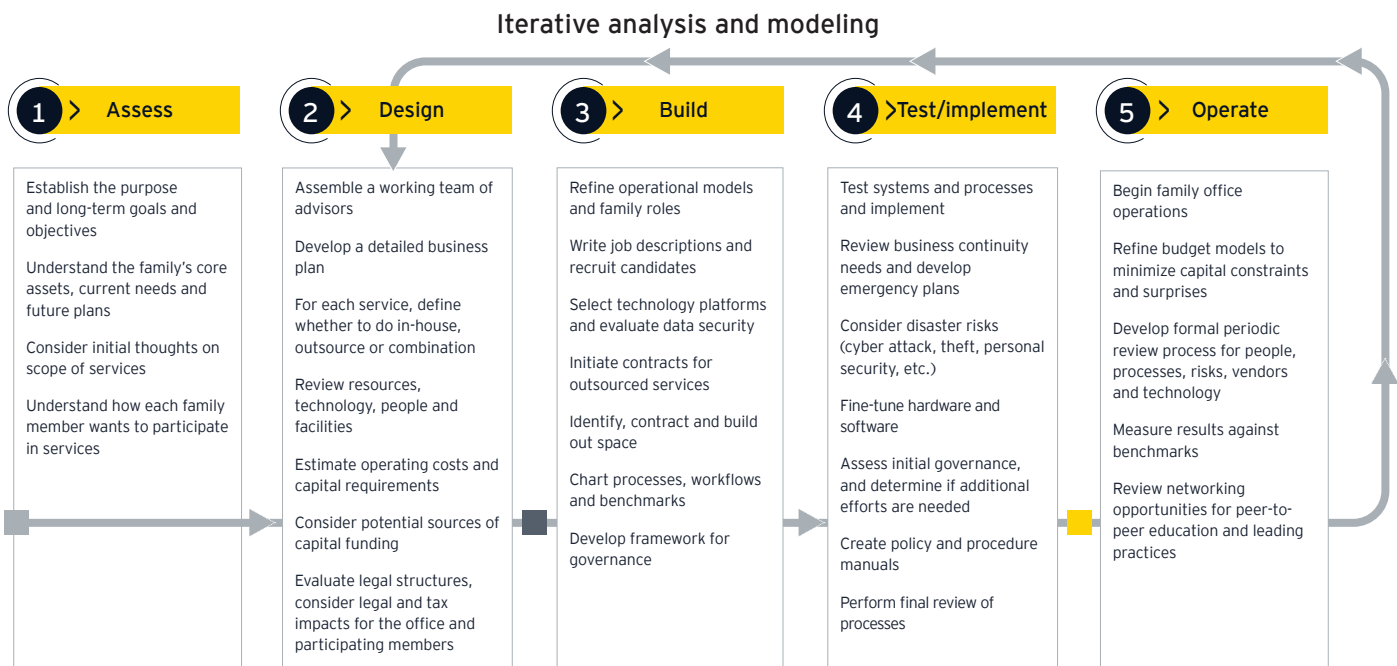 Iterative analysis and modeling
1 > Assess
Establish the purpose
and long-term goals and
objectives
Understand the family's core
assets, current needs and
future plans
Consider initial thoughts on
scope of services
Understand how each family
member wants to participate
in services
2 > Design
Assemble a working team of
advisors
Develop a detailed business
plan
For each service, define
whether to do in-house,
outsource or combination
Review resources,
technology, people and
facilities
Estimate operating costs and
capital requirements
Consider potential sources of
capital funding
Evaluate legal structures,
consider legal and tax
impacts for the office and
participating members
3 > Build
Refine operational models
and family roles
Write job descriptions and
recruit candidates
Select technology platforms
and evaluate data security
Initiate contracts for
outsourced services
Identify, contract and build
out space
Chart processes, workflows
and benchmarks
Develop framework for
governance
4 >Test/implement
Test systems and processes
and implement
Review business continuity
needs and develop
emergency plans
Consider disaster risks
(cyber attack, theft, personal
security, etc.)
Fine-tune hardware and
software
Assess initial governance,
and determine if additional
efforts are needed
Create policy and procedure
manuals
Perform final review of
processes
5 > Operate
Begin family office
operations
Refine budget models to
minimize capital constraints
and surprises
Develop formal periodic
review process for people,
processes, risks, vendors
and technology
Measure results against
benchmarks
Review networking
opportunities for peer-to-
peer education and leading
practices